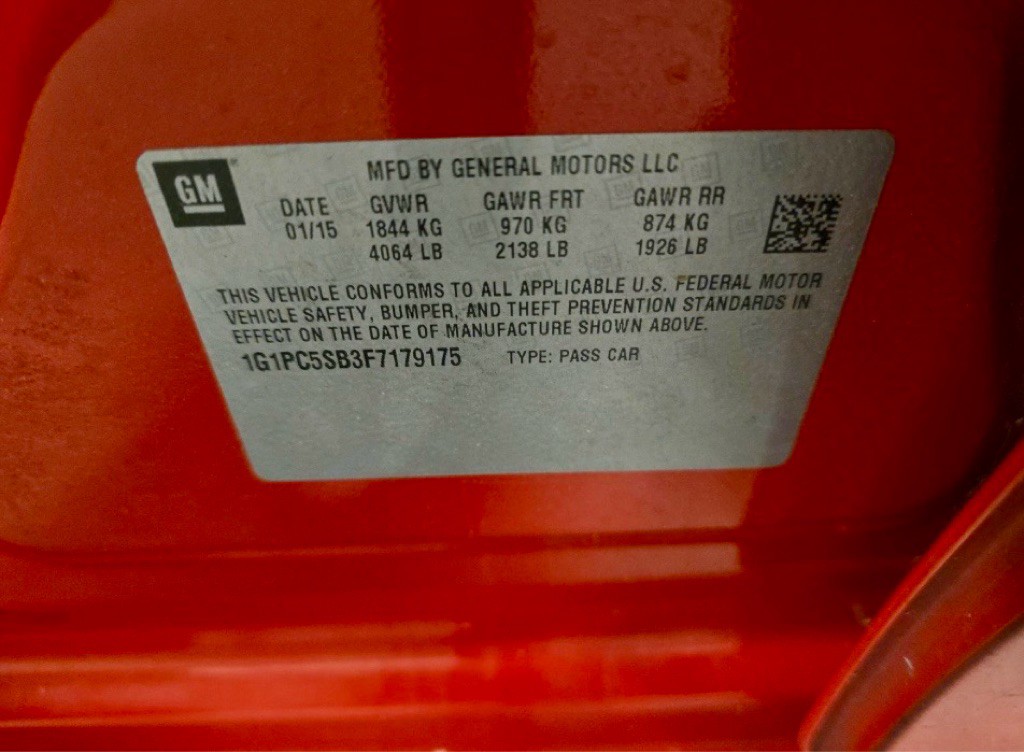 GM
MFD BY GENERAL MOTORS LLC
DATE GVWR GAWR FRT GAWR RR
01/15 1844 KG 970 KG 874 KG
4064 LB 2138 LB 1926 LB
THIS VEHICLE CONFORMS TO ALL APPLICABLE U.S. FEDERAL MOTOR
VEHICLE SAFETY, BUMPER, AND THEFT PREVENTION STANDARDS IN
EFFECT ON THE DATE OF MANUFACTURE SHOWN ABOVE.
1G1PC5SB3F7179175 TYPE: PASS CAR